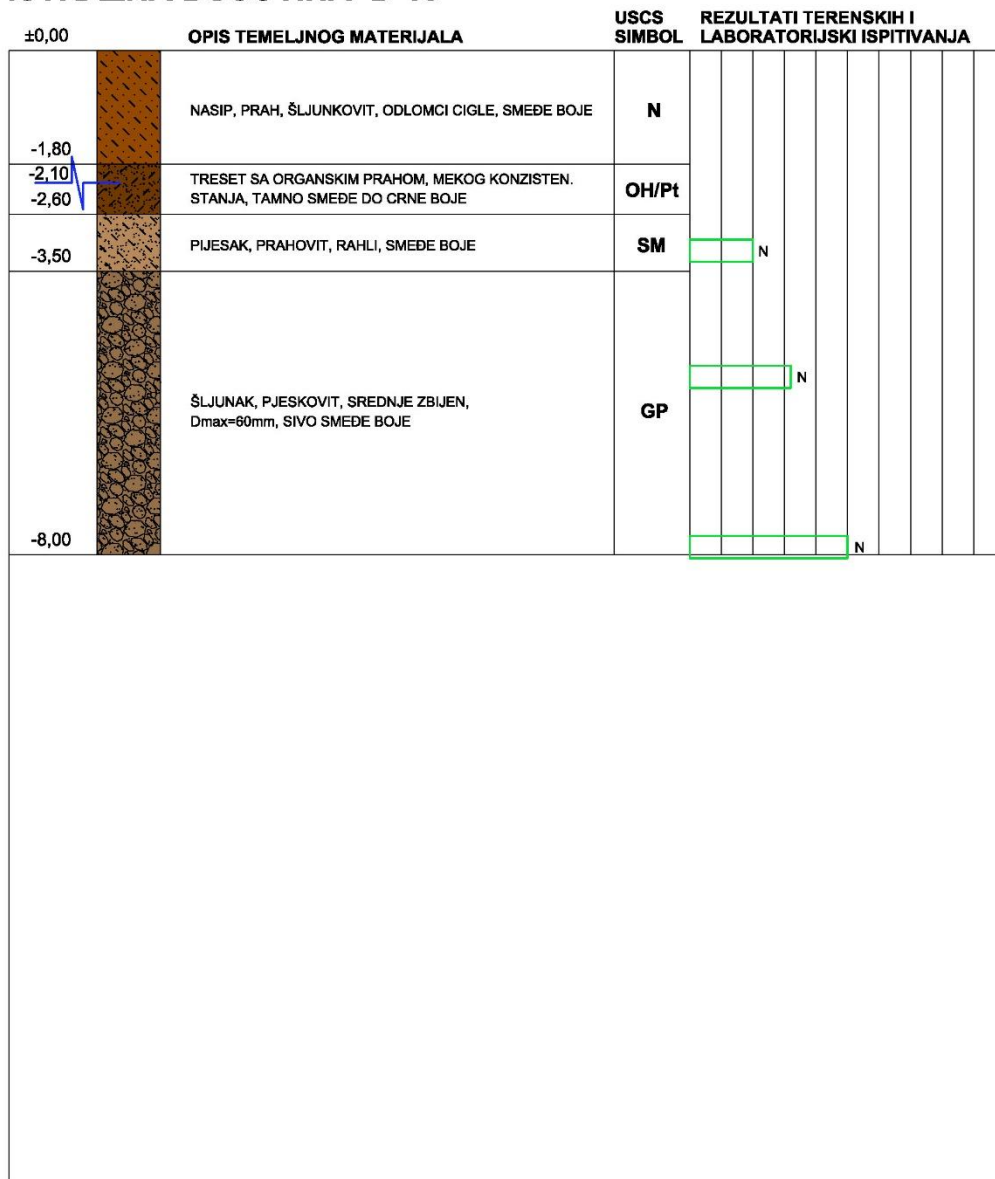 ±0,00
OPIS TEMELJNOG MATERIJALA
USCS
SIMBOL
REZULTATI TERENSKIH I
LABORATORIJSKI ISPITIVANJA
NASIP, PRAH, ŠLJUNKOVIT, ODLOMCI CIGLE, SMEĐE BOJE
N
-1,80
-2,10
-2,60
TRESET SA ORGANSKIM PRAHOM, MEKOG KONZISTEN.
STANJA, TAMNO SMEĐE DO CRNE BOJE
OH/Pt
PIJESAK, PRAHOVIT, RAHLI, SMEĐE BOJE
SM
N
-3,50
N
ŠLJUNAK, PJESKOVIT, SREDNJE ZBIJEN,
Dmax=60mm, SIVO SMEĐE BOJE
GP
-8,00
N